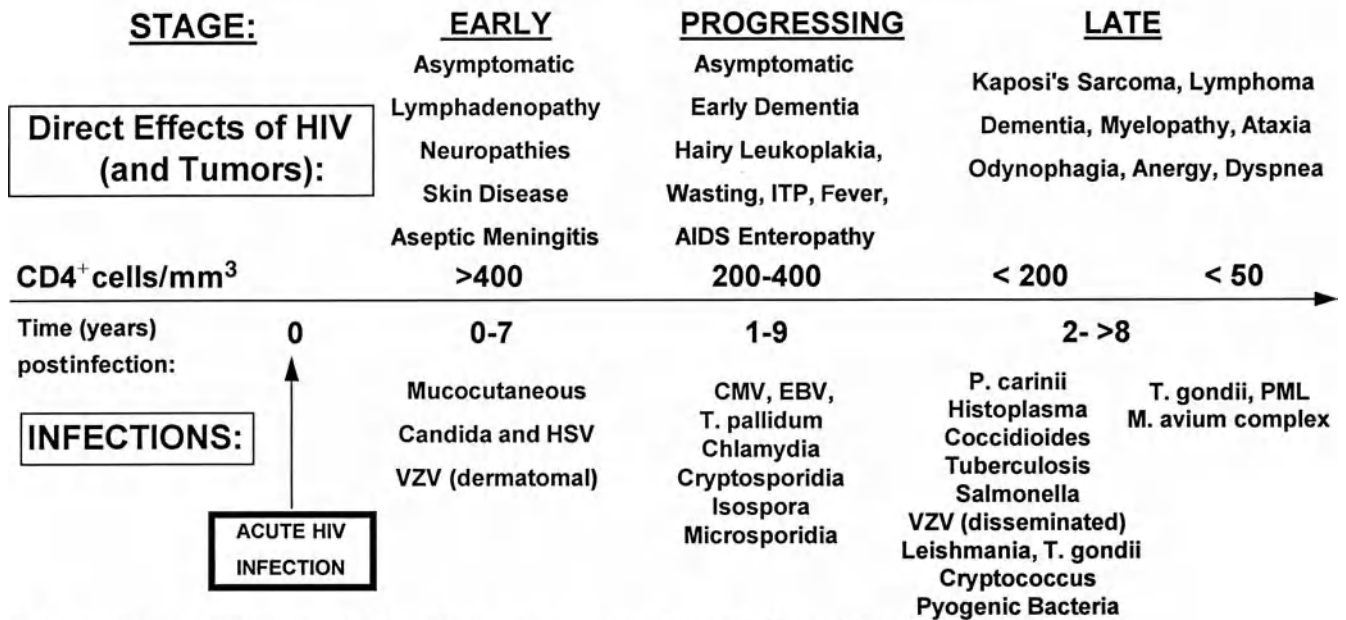 STAGE: EARLY PROGRESSING LATE
Direct Effects of HIV
(and Tumors):
Asymptomatic
Lymphadenopathy
Neuropathies
Skin Disease
Aseptic Meningitis
Asymptomatic
Early Dementia
Hairy Leukoplakia,
Wasting, ITP, Fever,
AIDS Enteropathy
Kaposi's Sarcoma, Lymphoma
Dementia, Myelopathy, Ataxia
Odynophagia, Anergy, Dyspnea
CD4⁺cells/mm³ >400 200-400 < 200 < 50
Time (years) 0 0-7 1-9 2- >8
postinfection:
INFECTIONS:
ACUTE HIV
INFECTION
Mucocutaneous
Candida and HSV
VZV (dermatomal)
CMV, EBV,
T. pallidum
Chlamydia
Cryptosporidia
Isospora
Microsporidia
P. carinii
Histoplasma
Coccidioides
Tuberculosis
Salmonella
VZV (disseminated)
Leishmania, T. gondii
Cryptococcus
Pyogenic Bacteria
T. gondii, PML
M. avium complex